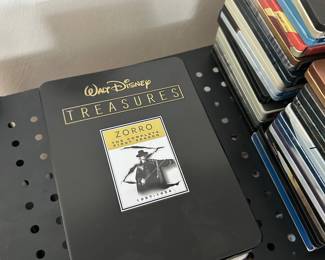 Walt Disney
TREASURES
ZORRO
THE COMPLETE
1957-1958